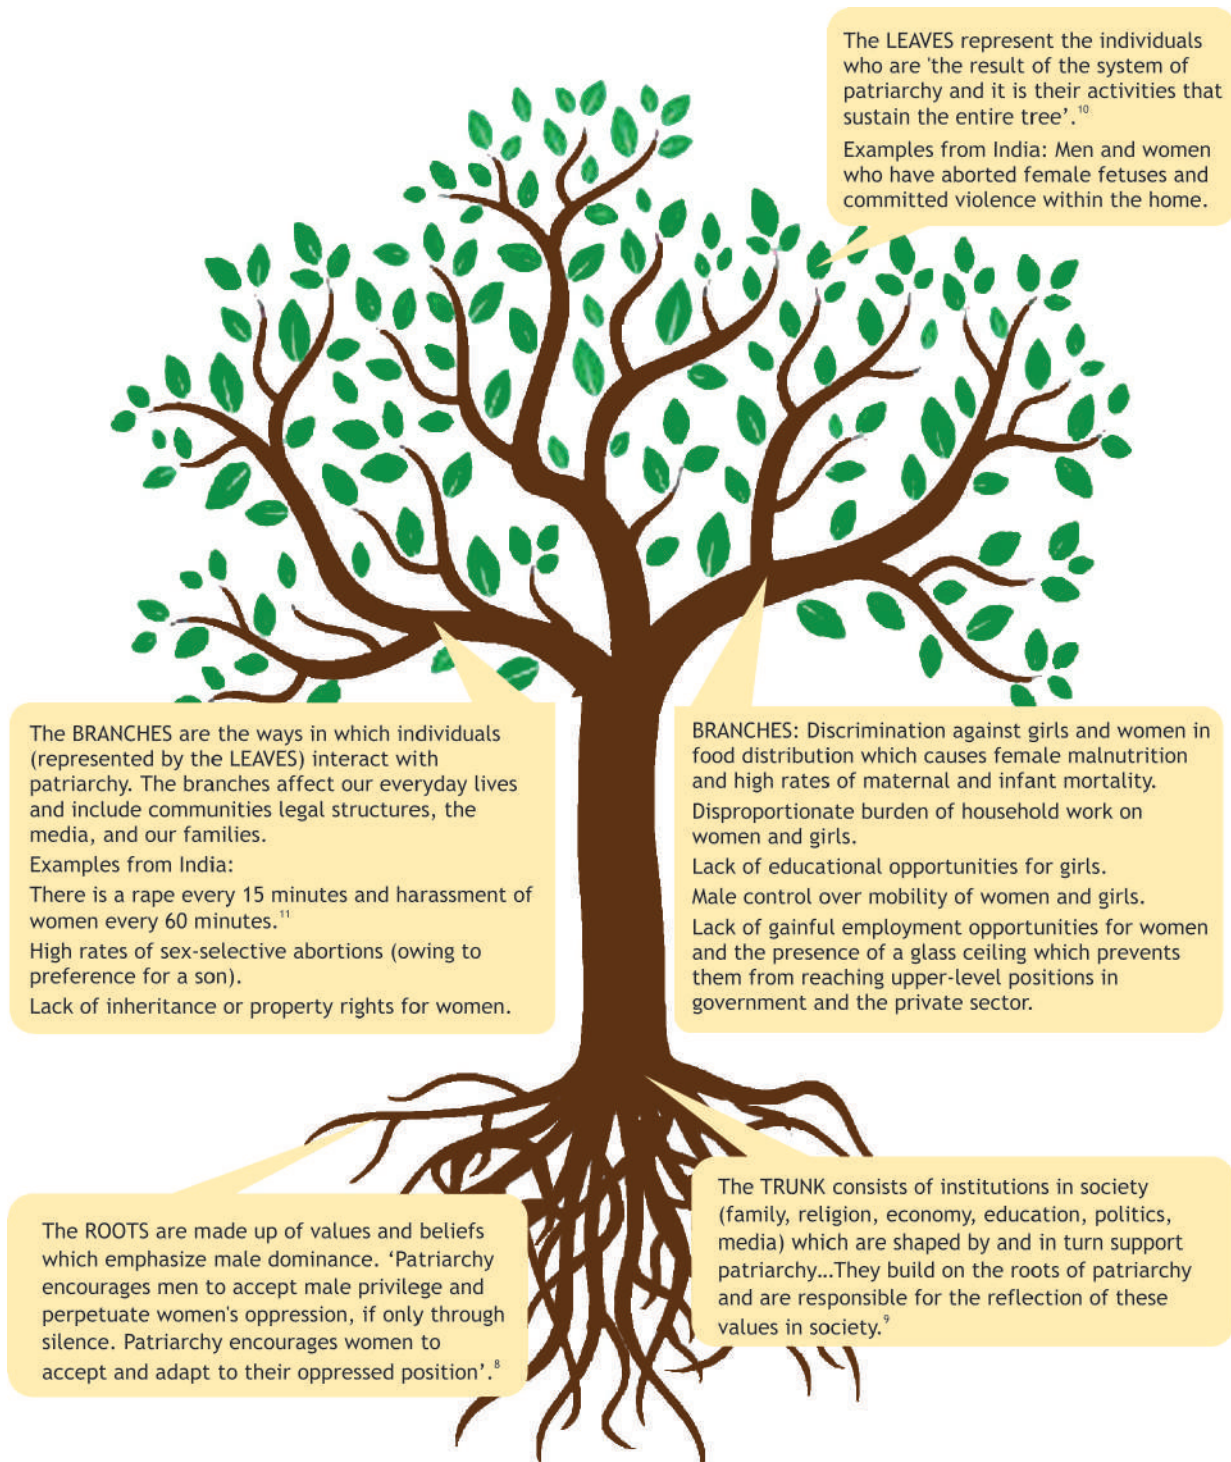 The LEAVES represent the individuals
who are 'the result of the system of
patriarchy and it is their activities that
sustain the entire tree’.¹⁰
Examples from India: Men and women
who have aborted female fetuses and
committed violence within the home.
The BRANCHES are the ways in which individuals
(represented by the LEAVES) interact with
patriarchy. The branches affect our everyday lives
and include communities legal structures, the
media, and our families.
Examples from India:
There is a rape every 15 minutes and harassment of
women every 60 minutes.¹¹
High rates of sex-selective abortions (owing to
preference for a son).
Lack of inheritance or property rights for women.
BRANCHES: Discrimination against girls and women in
food distribution which causes female malnutrition
and high rates of maternal and infant mortality.
Disproportionate burden of household work on
women and girls.
Lack of educational opportunities for girls.
Male control over mobility of women and girls.
Lack of gainful employment opportunities for women
and the presence of a glass ceiling which prevents
them from reaching upper-level positions in
government and the private sector.
The ROOTS are made up of values and beliefs
which emphasize male dominance. ‘Patriarchy
encourages men to accept male privilege and
perpetuate women's oppression, if only through
silence. Patriarchy encourages women to
accept and adapt to their oppressed position’.⁸
The TRUNK consists of institutions in society
(family, religion, economy, education, politics,
media) which are shaped by and in turn support
patriarchy...They build on the roots of patriarchy
and are responsible for the reflection of these
values in society.⁹